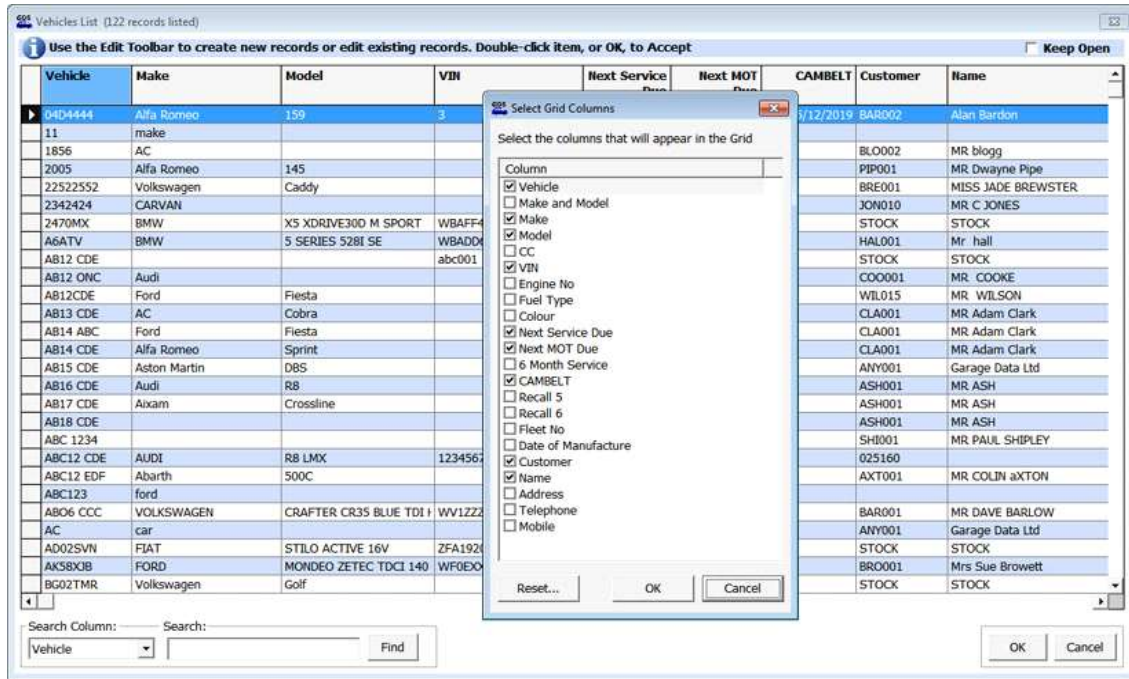 Vehicles List (122 records listed)
Use the Edit Toolbar to create new records or edit existing records. Double-click item, or OK, to Accept
Keep Open
Vehicle Make Model VIN Next Service Next MOT CAMBELT Customer Name
04D4444 Alfa Romeo 159 3 /12/2019 BAR002 Alan Bardon
11 make
1856 AC BLO002 MR blogg
2005 Alfa Romeo 145 PIP001 MR Dwayne Pipe
22522552 Volkswagen Caddy BRE001 MISS JADE BREWSTER
2342424 CARVAN JON010 MR C JONES
2470MX BMW X5 XDRIVE30D M SPORT WBAFF4 STOCK STOCK
A6ATV BMW 5 SERIES 528I SE WBADD HAL001 Mr hall
AB12 CDE abc001 STOCK STOCK
AB12 ONC Audi COO001 MR COOKE
AB12CDE Ford Fiesta WIL015 MR WILSON
AB13 CDE AC Cobra CLA001 MR Adam Clark
AB14 ABC Ford Fiesta CLA001 MR Adam Clark
AB14 CDE Alfa Romeo Sprint CLA001 MR Adam Clark
AB15 CDE Aston Martin DBS ANY001 Garage Data Ltd
AB16 CDE Audi R8 ASH001 MR ASH
AB17 CDE Aixam Crossline ASH001 MR ASH
AB18 CDE ASH001 MR ASH
ABC 1234 SHI001 MR PAUL SHIPLEY
ABC12 CDE AUDI R8 LMX 1234567 025160
ABC12 EDF Abarth 500C AXT001 MR COLIN aXTON
ABC123 ford
ABO6 CCC VOLKSWAGEN CRAFTER CR35 BLUE TDI WV1ZZZ BAR001 MR DAVE BARLOW
AC car ANY001 Garage Data Ltd
AD02SVN FIAT STILO ACTIVE 16V ZFA192 STOCK STOCK
AK58XJB FORD MONDEO ZETEC TDCI 140 WF0EX BRO001 Mrs Sue Browett
BG02TMR Volkswagen Golf STOCK STOCK
Select Grid Columns
Select the columns that will appear in the Grid
Column
Vehicle
Make and Model
Make
Model
CC
VIN
Engine No
Fuel Type
Colour
Next Service Due
Next MOT Due
6 Month Service
CAMBELT
Recall 5
Recall 6
Fleet No
Date of Manufacture
Customer
Name
Address
Telephone
Mobile
Reset... OK Cancel
Search Column: Search:
Vehicle Find OK Cancel